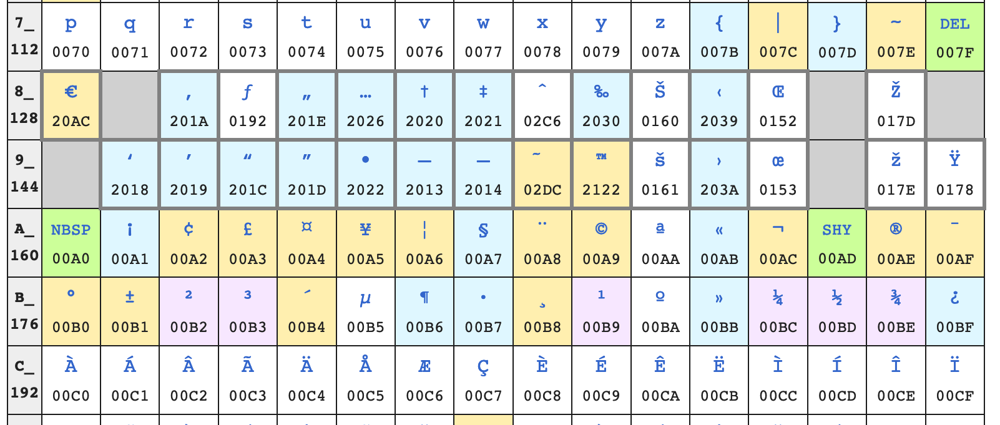 7_ p q r s t u v w x y z { | } ~ DEL
112 0070 0071 0072 0073 0074 0075 0076 0077 0078 0079 007A 007B 007C 007D 007E 007F
8_ € ‚ ƒ „ … † ‡ ˆ ‰ Š ‹ Œ Ž
128 20AC 201A 0192 201E 2026 2020 2021 02C6 2030 0160 2039 0152 017D
9_ ‘ ’ “ ” • – — ˜ ™ š › œ ž Ÿ
144 2018 2019 201C 201D 2022 2013 2014 02DC 2122 0161 203A 0153 017E 0178
A_ NBSP ¡ ¢ £ ¤ ¥ ¦ § ¨ © ª « ¬ SHY ® ¯
160 00A0 00A1 00A2 00A3 00A4 00A5 00A6 00A7 00A8 00A9 00AA 00AB 00AC 00AD 00AE 00AF
B_ ° ± ² ³ ´ µ ¶ · ¸ ¹ º » ¼ ½ ¾ ¿
176 00B0 00B1 00B2 00B3 00B4 00B5 00B6 00B7 00B8 00B9 00BA 00BB 00BC 00BD 00BE 00BF
C_ À Á Â Ã Ä Å Æ Ç È É Ê Ë Ì Í Î Ï
192 00C0 00C1 00C2 00C3 00C4 00C5 00C6 00C7 00C8 00C9 00CA 00CB 00CC 00CD 00CE 00CF